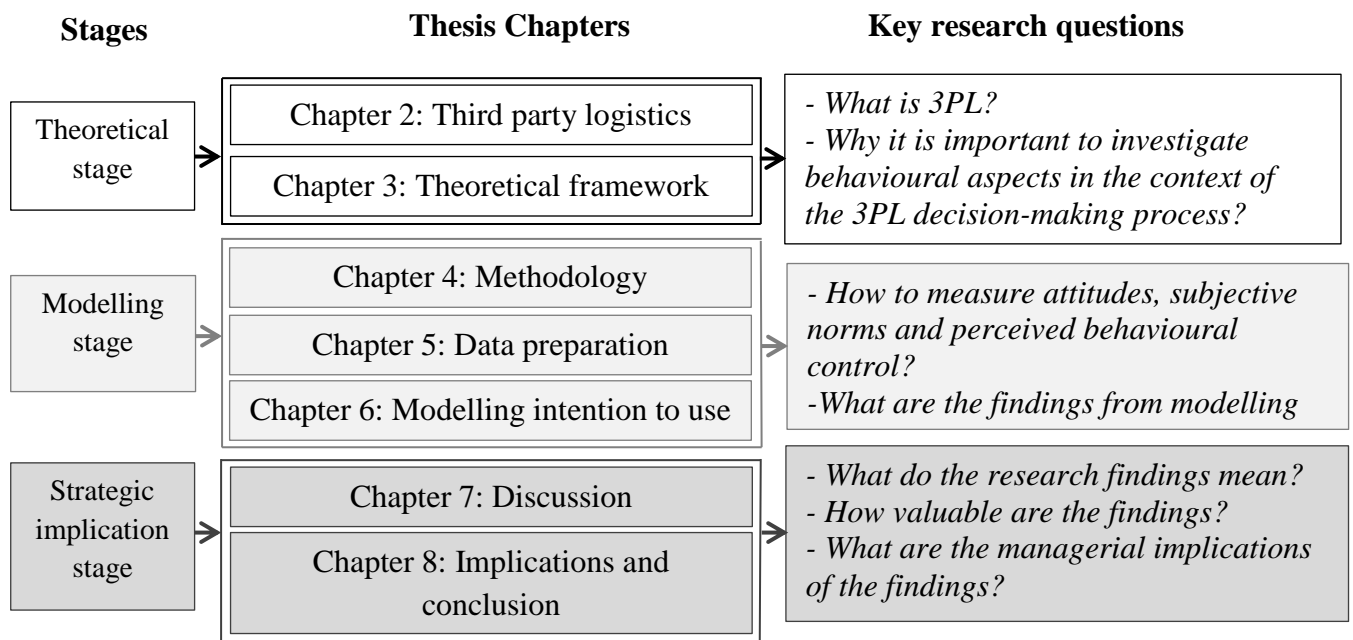 Stages
Thesis Chapters
Key research questions
Theoretical
stage
Chapter 2: Third party logistics
Chapter 3: Theoretical framework
- What is 3PL?
- Why it is important to investigate
behavioural aspects in the context of
the 3PL decision-making process?
Modelling
stage
Chapter 4: Methodology
Chapter 5: Data preparation
Chapter 6: Modelling intention to use
- How to measure attitudes, subjective
norms and perceived behavioural
control?
-What are the findings from modelling
Strategic
implication
stage
Chapter 7: Discussion
Chapter 8: Implications and
conclusion
- What do the research findings mean?
- How valuable are the findings?
- What are the managerial implications
of the findings?